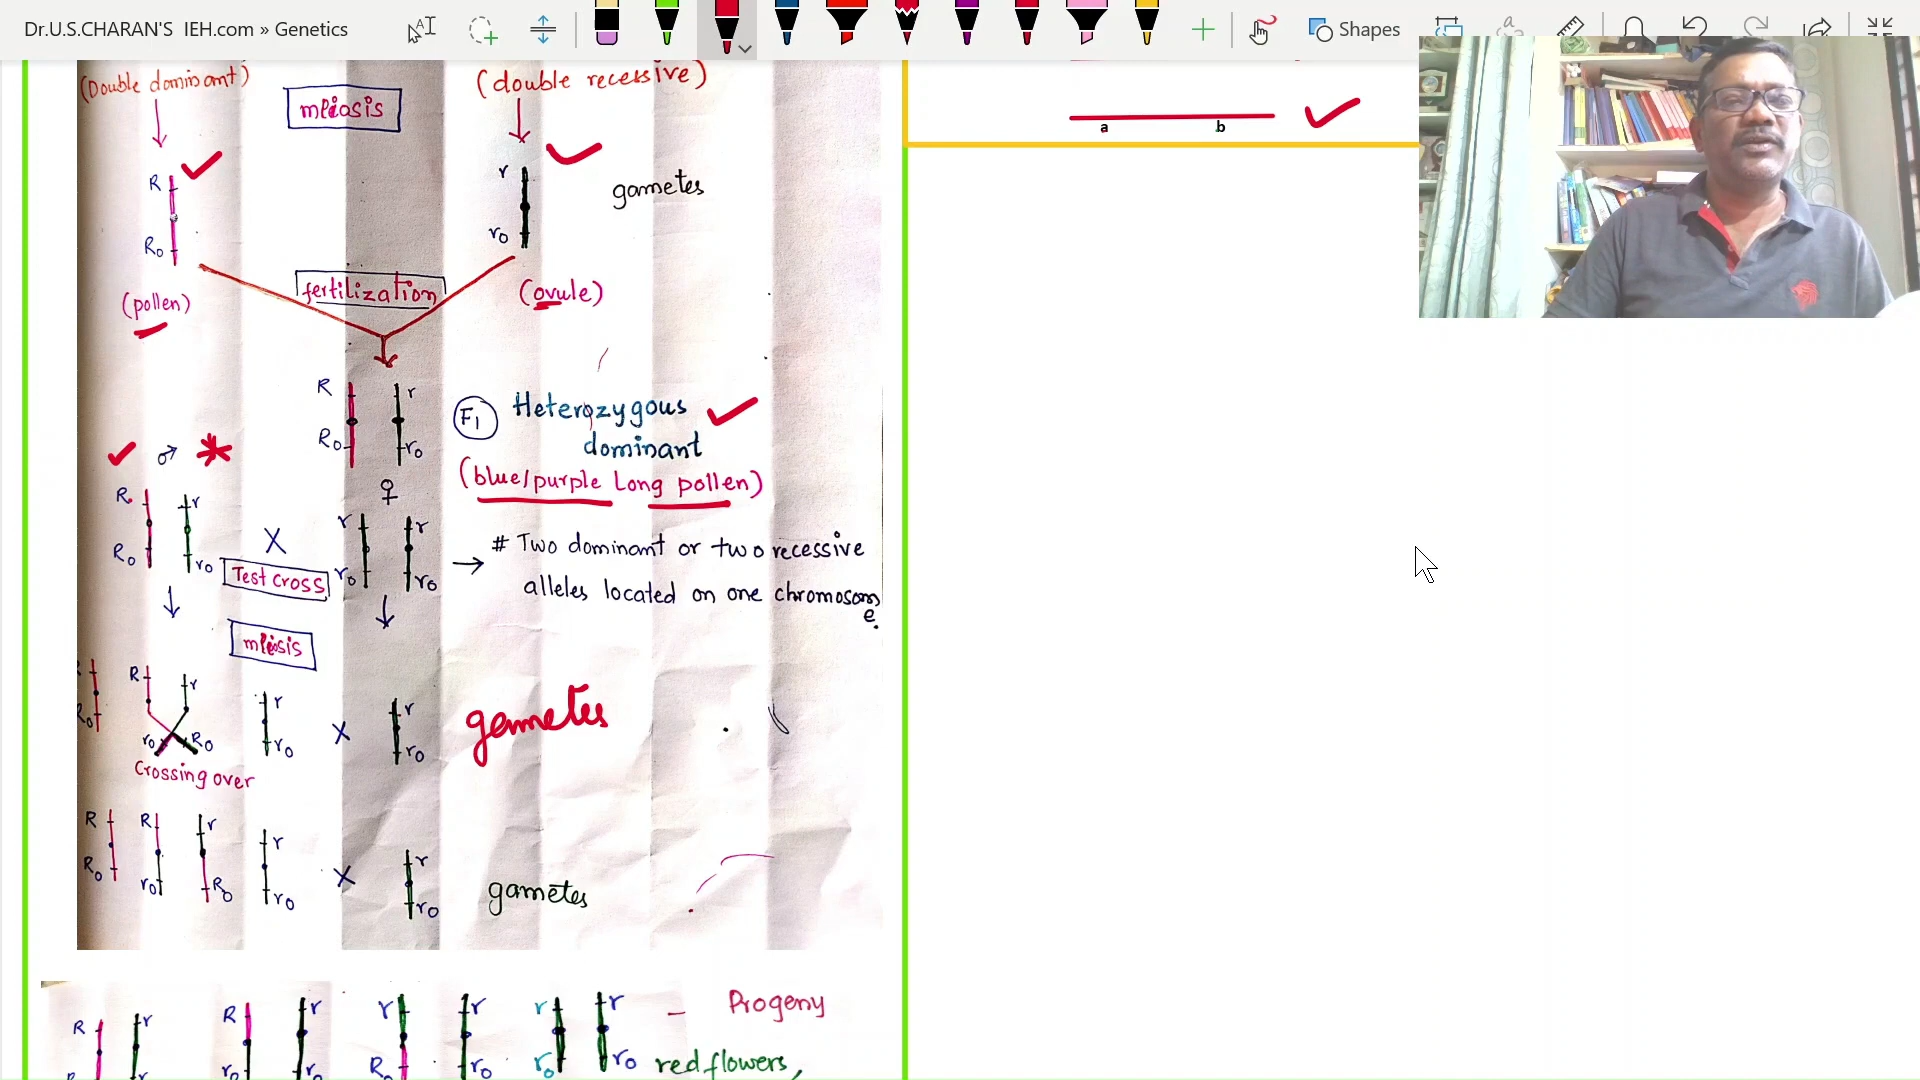 Dr.U.S.CHARAN'S IEH.com » Genetics
Shapes
(Double dominant)
(double recessive)
meiosis
R
r
gametes
Ro
ro
(pollen)
fertilization
(ovule)
a b
R r
F1 Heterozygous
dominant
Ro ro
(blue/purple Long pollen)
♂ ♀
R r X r r
Ro ro ro ro
Test cross
→ # Two dominant or two recessive
alleles located on one chromosom
e.
meiosis
R r r X r
Ro ro Ro ro ro
gametes
Crossing over
R R r r X r
Ro ro Ro ro ro
gametes
R r R r r r r r – Progeny
r ro ro Ro ro ro ro red flowers,